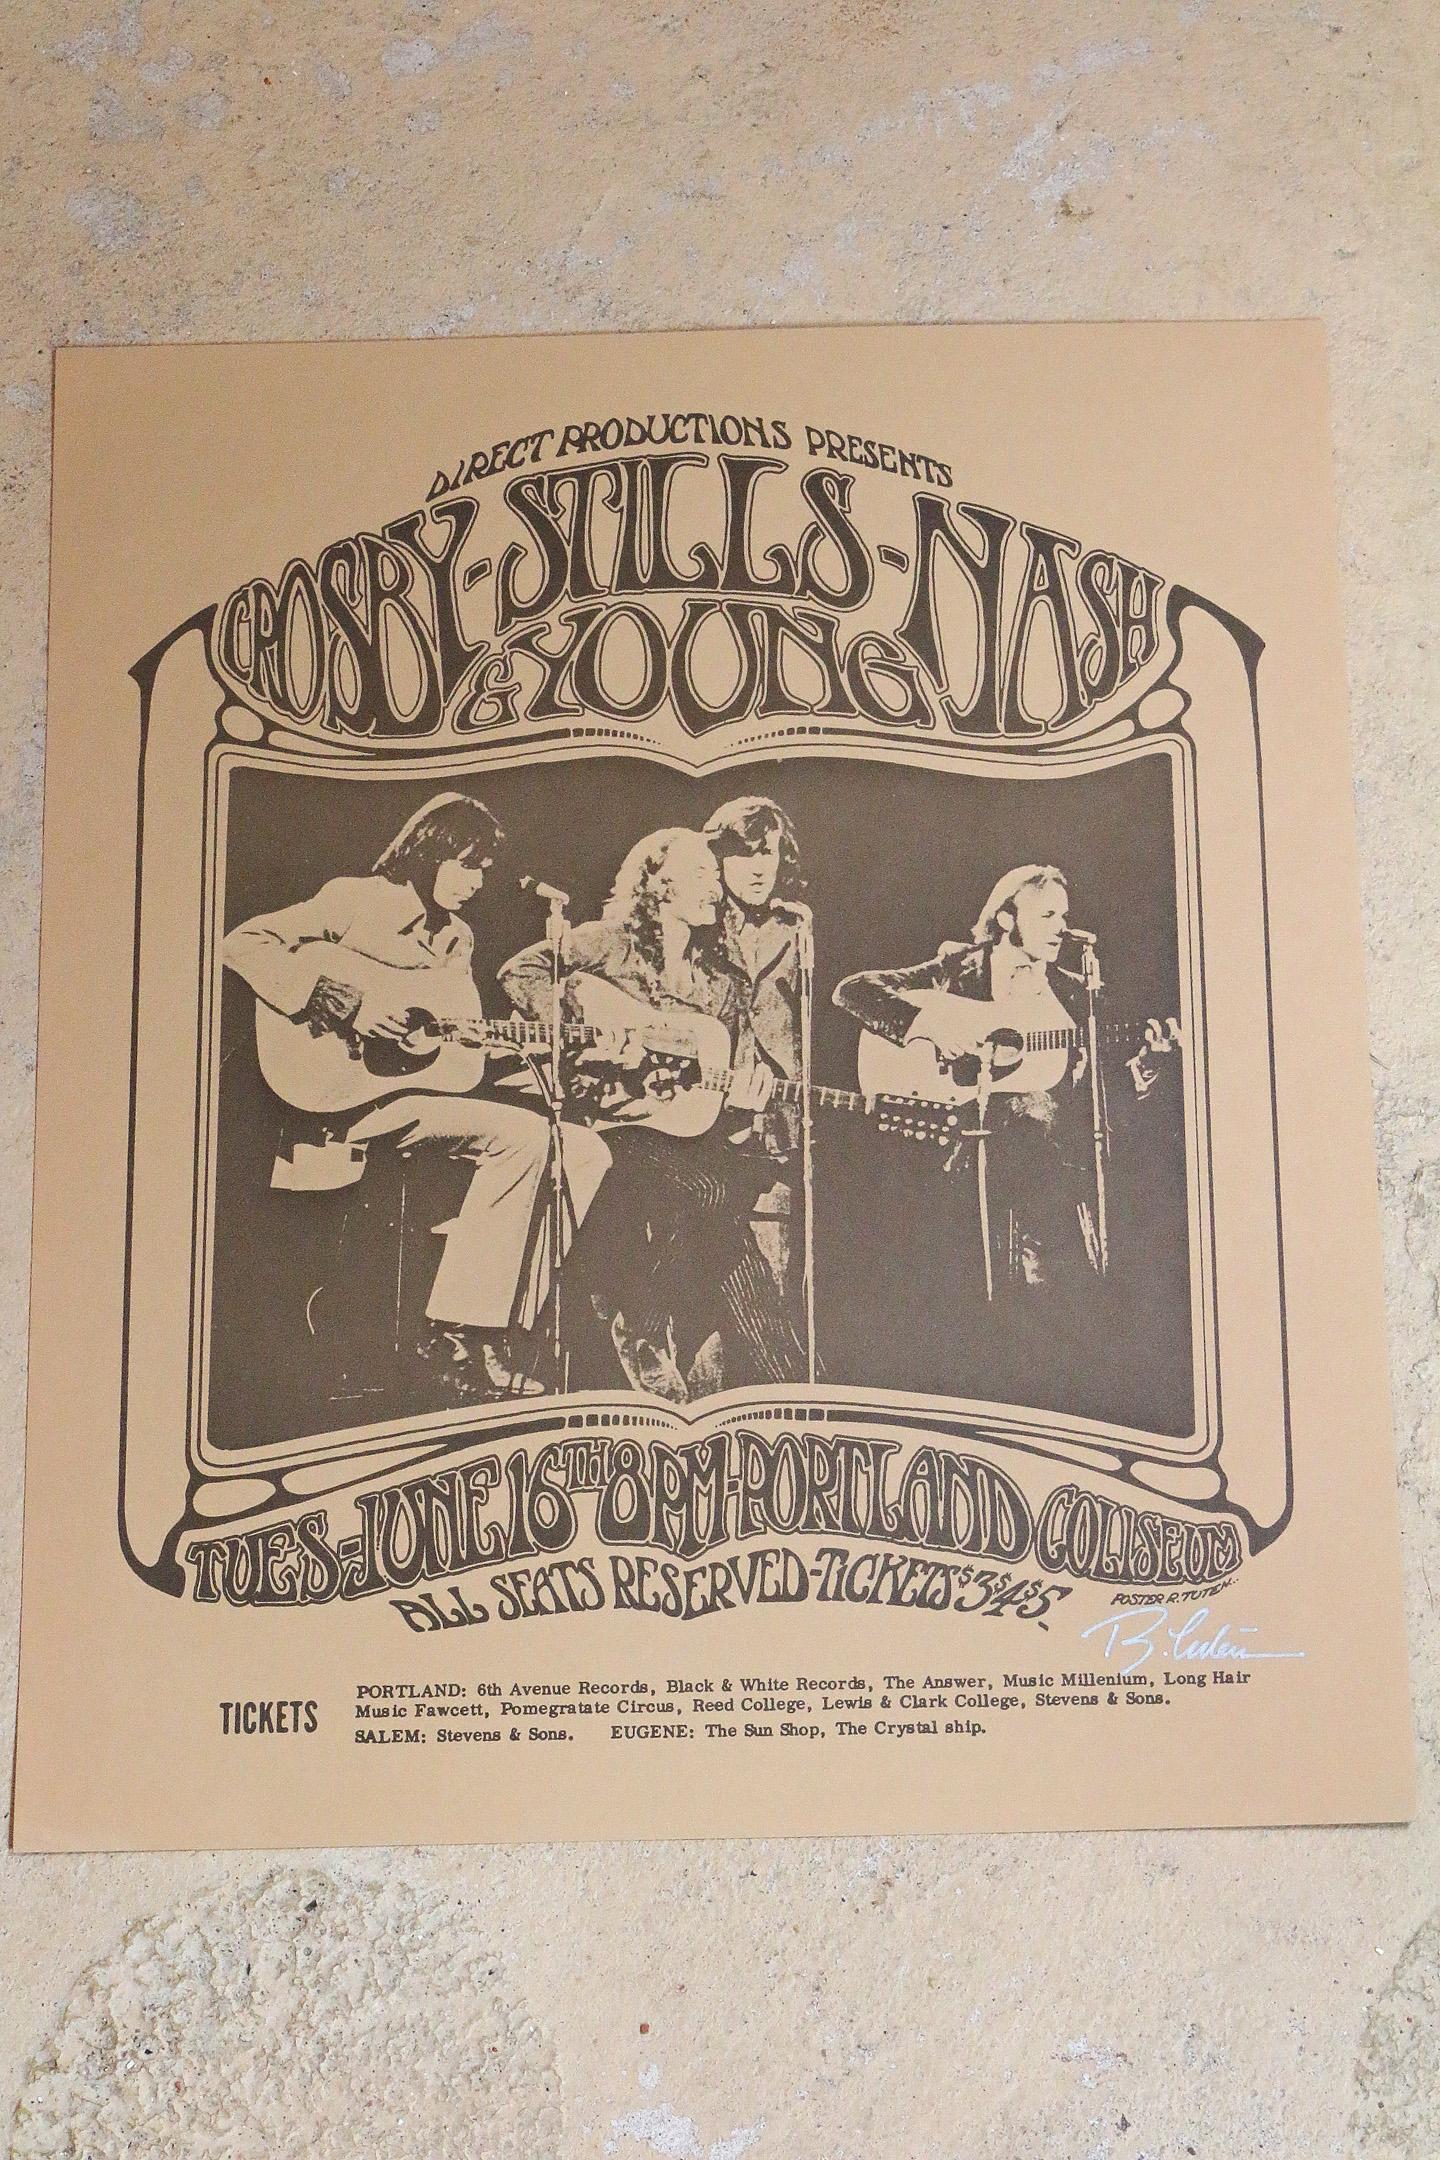 DIRECT PRODUCTIONS PRESENTS
CROSBY-STILLS-NASH
& YOUNG
TUES-JUNE 16TH 8PM-PORTLAND COLISEUM
ALL SEATS RESERVED-TICKETS $3 $4 $5.
POSTER R. TUTEN...
R. Tuten
TICKETS
PORTLAND: 6th Avenue Records, Black & White Records, The Answer, Music Millenium, Long Hair
Music Fawcett, Pomegratate Circus, Reed College, Lewis & Clark College, Stevens & Sons.
SALEM: Stevens & Sons. EUGENE: The Sun Shop, The Crystal ship.